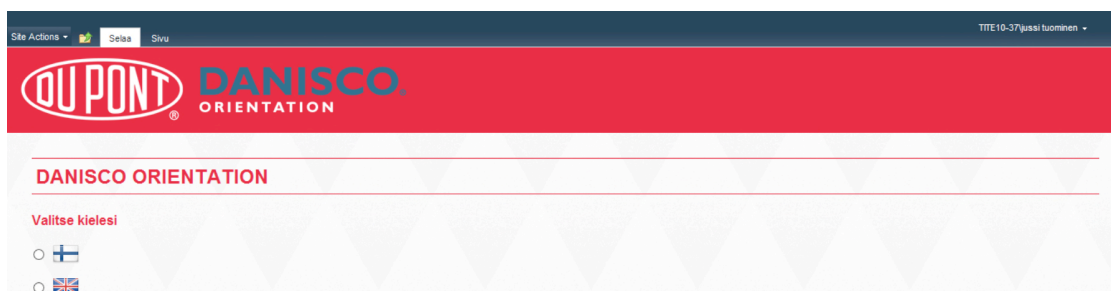 TITE10-37\jussi tuominen
Site Actions
Selaa
Sivu
DU PONT ®
DANISCO.
ORIENTATION
DANISCO ORIENTATION
Valitse kielesi